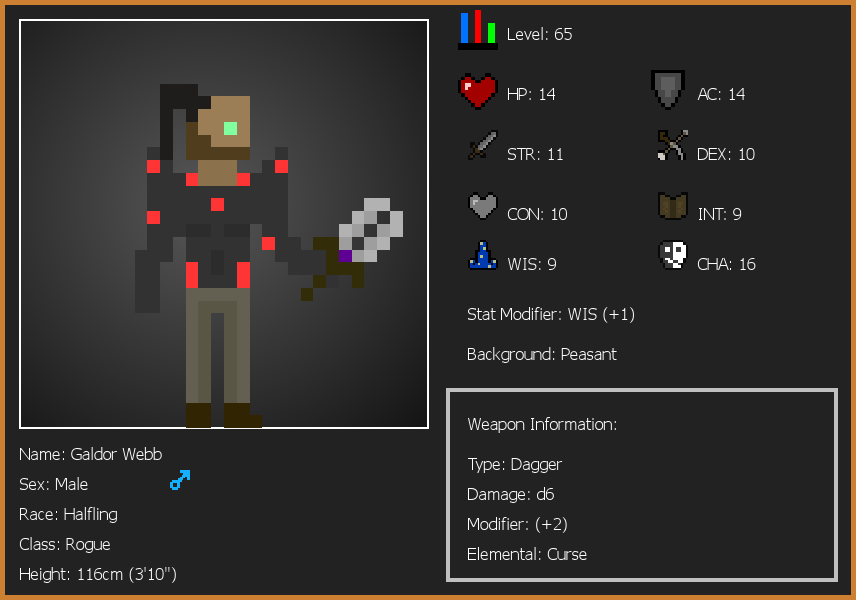 Level: 65
HP: 14
AC: 14
STR: 11
DEX: 10
CON: 10
INT: 9
WIS: 9
CHA: 16
Stat Modifier: WIS (+1)
Background: Peasant
Weapon Information:
Type: Dagger
Damage: d6
Modifier: (+2)
Elemental: Curse
Name: Galdor Webb
Sex: Male
Race: Halfling
Class: Rogue
Height: 116cm (3'10")